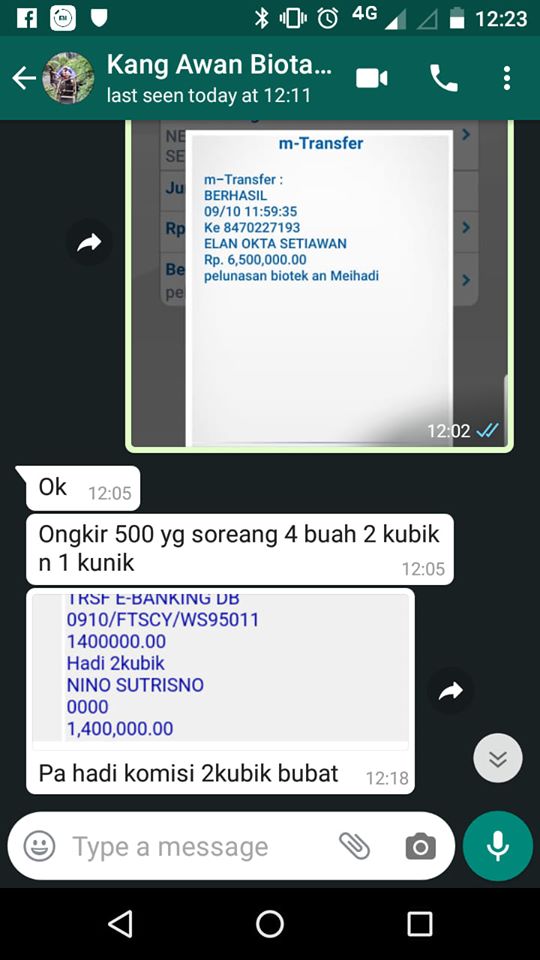 4G 12:23
Kang Awan Biota...
last seen today at 12:11
NE
SE
Ju
Rp
Be
pe
m-Transfer
m-Transfer :
BERHASIL
09/10 11:59:35
Ke 8470227193
ELAN OKTA SETIAWAN
Rp. 6,500,000.00
pelunasan biotek an Meihadi
12:02
Ok 12:05
Ongkir 500 yg soreang 4 buah 2 kubik
n 1 kunik
12:05
TRSF E-BANKING DB
0910/FTSCY/WS95011
1400000.00
Hadi 2kubik
NINO SUTRISNO
0000
1,400,000.00
Pa hadi komisi 2kubik bubat 12:18
Type a message